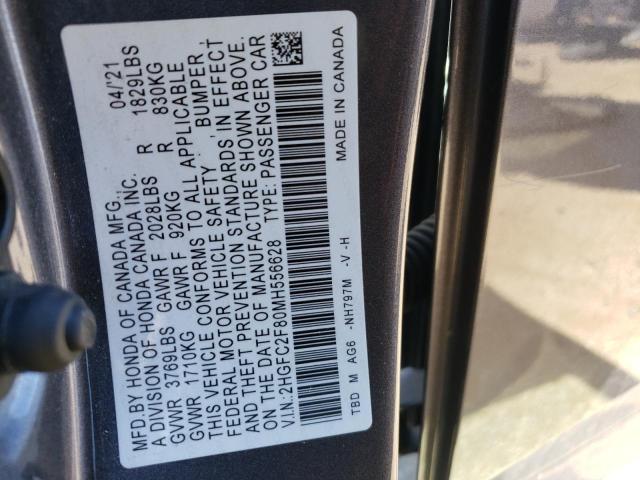 MFD.BY HONDA OF CANADA MFG., 04/'21
A DIVISION OF HONDA CANADA INC.
GVWR 3769LBS GAWR F 2028LBS R 1829LBS
GVWR 1710KG GAWR F 920KG R 830KG
THIS VEHICLE CONFORMS TO ALL APPLICABLE
FEDERAL MOTOR VEHICLE SAFETY , BUMPER ,
AND THEFT PREVENTION STANDARDS IN EFFECT
ON THE DATE OF MANUFACTURE SHOWN ABOVE.
V.I.N.:2HGFC2F80MH556628 TYPE: PASSENGER CAR
TBD M AG6 -NH797M -V -H MADE IN CANADA